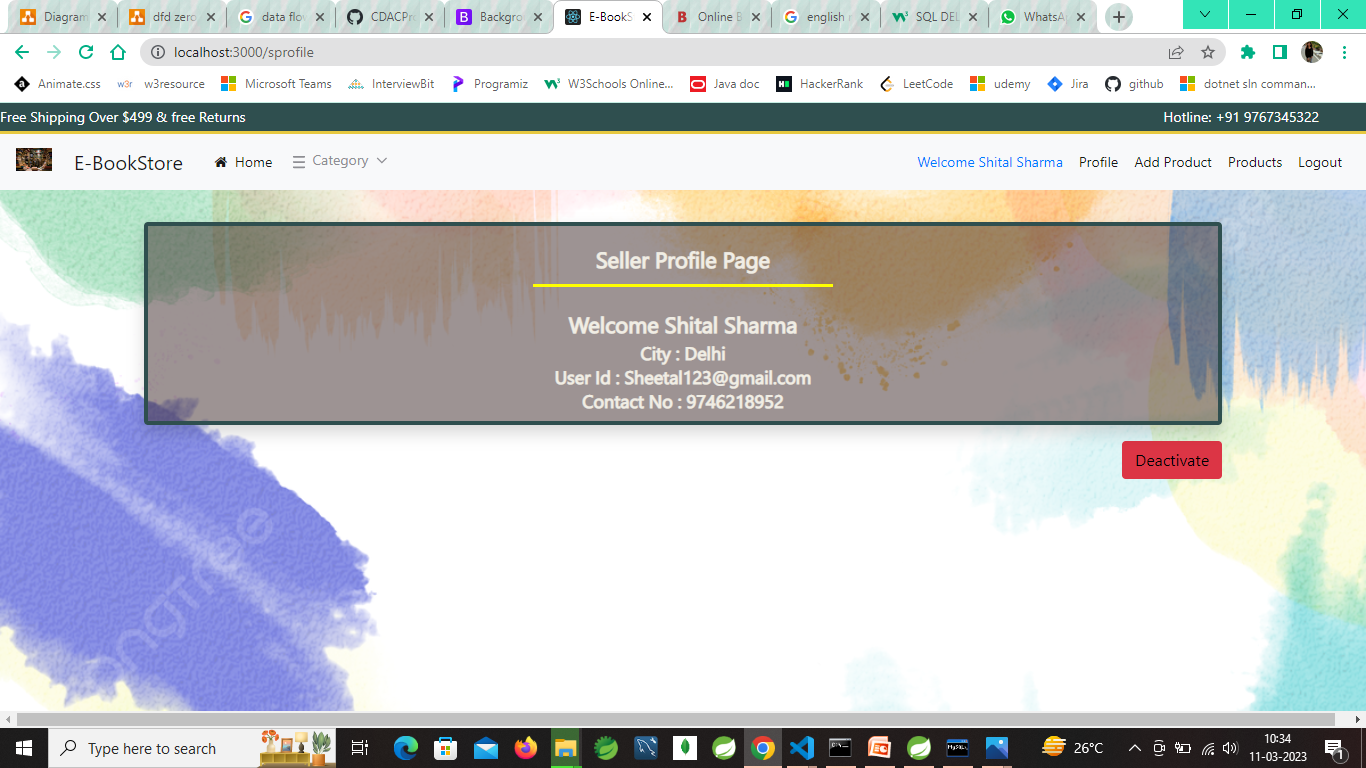 Diagram
dfd zero
data flow
CDACPro
Backgro
E-BookS
Online B
english
SQL DEL
WhatsA
localhost:3000/sprofile
Animate.css
w3r w3resource
Microsoft Teams
InterviewBit
Programiz
W3Schools Online...
Java doc
HackerRank
LeetCode
udemy
Jira
github
dotnet sln comman...
Free Shipping Over $499 & free Returns
Hotline: +91 9767345322
E-BookStore
Home
Category
Welcome Shital Sharma
Profile
Add Product
Products
Logout
Seller Profile Page
Welcome Shital Sharma
City : Delhi
User Id : Sheetal123@gmail.com
Contact No : 9746218952
Deactivate
Type here to search
26°C
10:34
11-03-2023
1